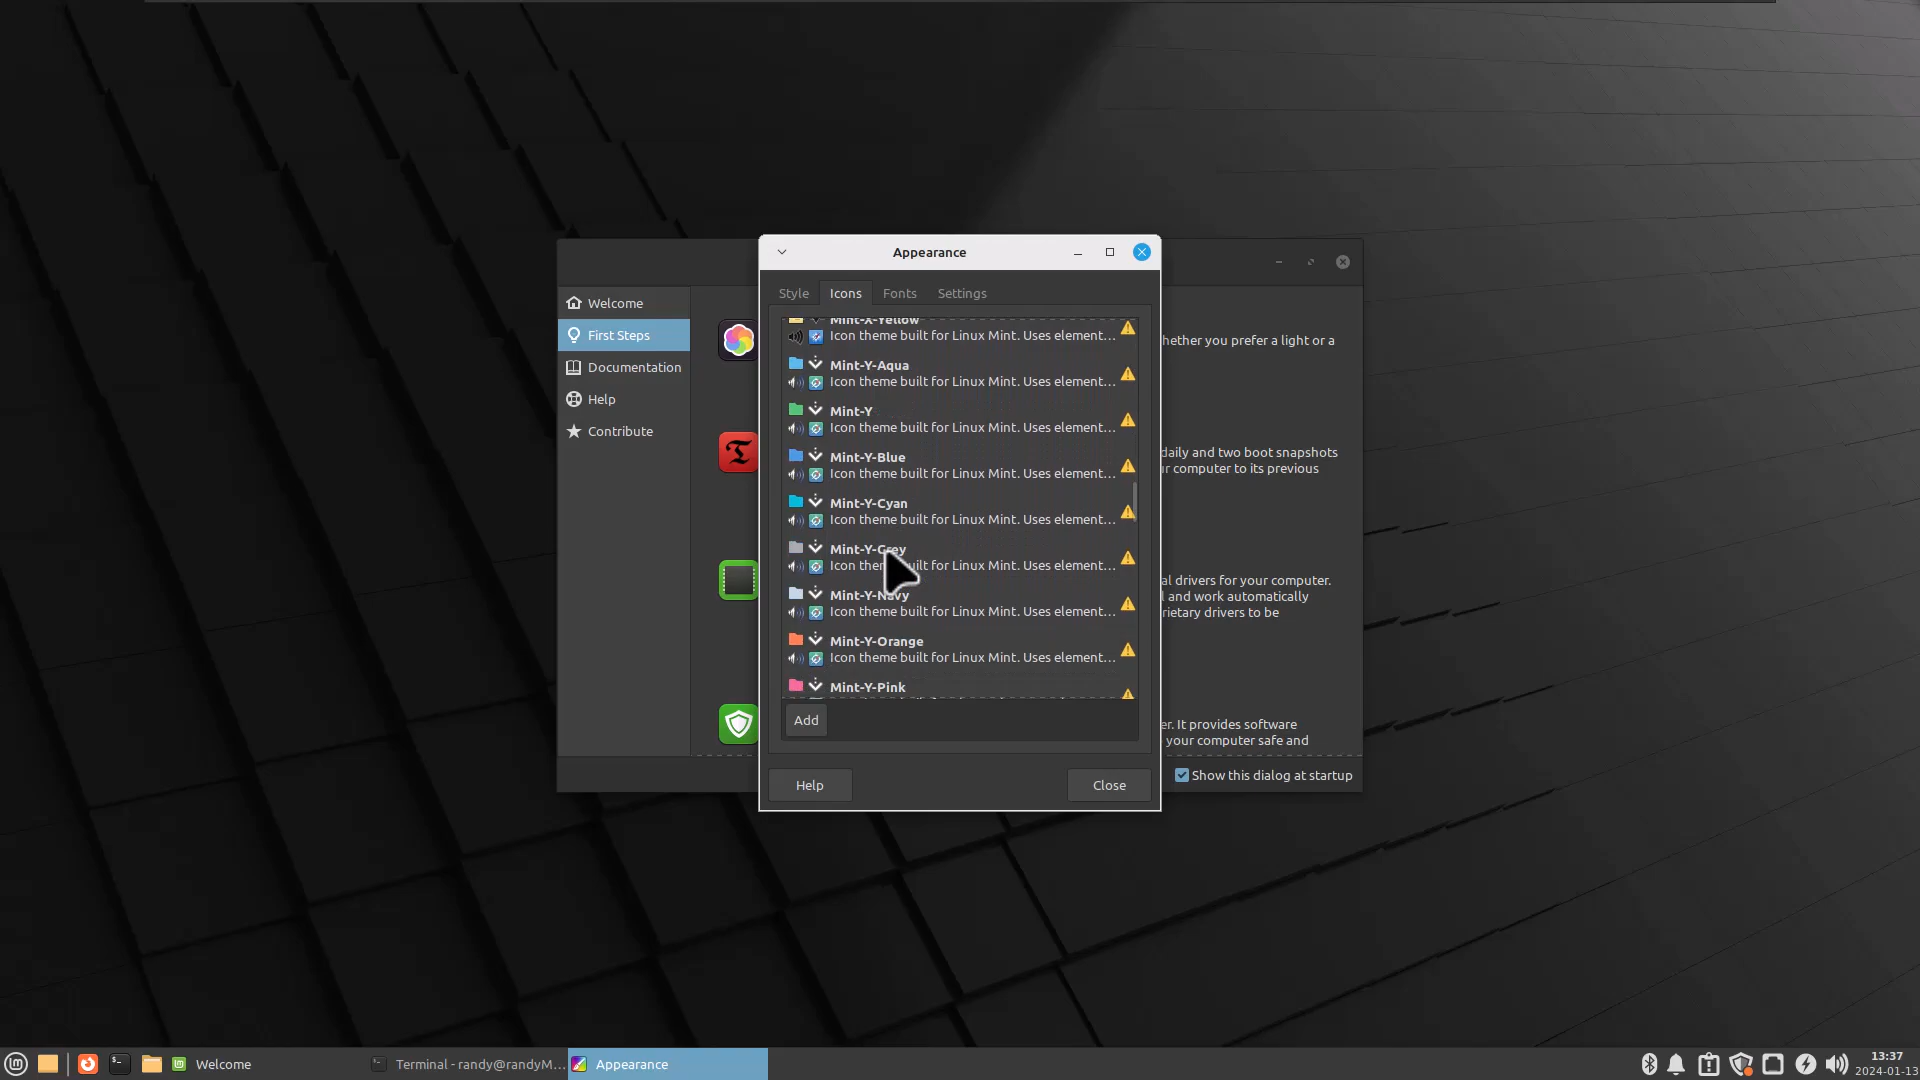 Appearance
Style Icons Fonts Settings
Welcome
First Steps
Documentation
Help
Contribute
Mint-X-Yellow
Icon theme built for Linux Mint. Uses element...
Mint-Y-Aqua
Icon theme built for Linux Mint. Uses element...
Mint-Y
Icon theme built for Linux Mint. Uses element...
Mint-Y-Blue
Icon theme built for Linux Mint. Uses element...
Mint-Y-Cyan
Icon theme built for Linux Mint. Uses element...
Mint-Y-Grey
Icon ther uilt for Linux Mint. Uses element...
Mint-Y-Navy
Icon theme built for Linux Mint. Uses element...
Mint-Y-Orange
Icon theme built for Linux Mint. Uses element...
Mint-Y-Pink
Add
Help Close
hether you prefer a light or a
daily and two boot snapshots
r computer to its previous
al drivers for your computer.
l and work automatically
rietary drivers to be
er. It provides software
your computer safe and
Show this dialog at startup
Welcome
Terminal - randy@randyM...
Appearance
13:37
2024-01-13